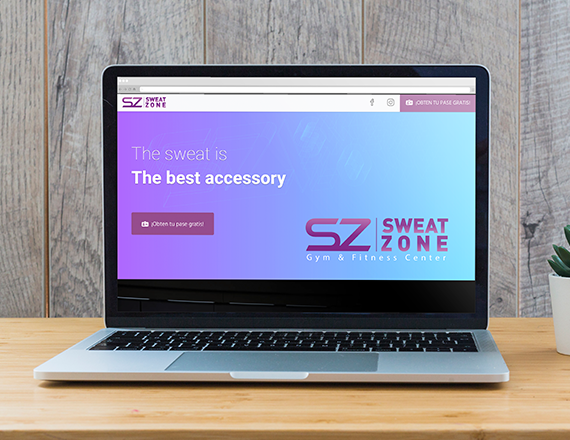 SZ SWEAT
ZONE
¡OBTÉN TU PASE GRATIS!
The sweat is
The best accessory
¡Obten tu pase gratis!
SZ SWEAT
ZONE
Gym & Fitness Center